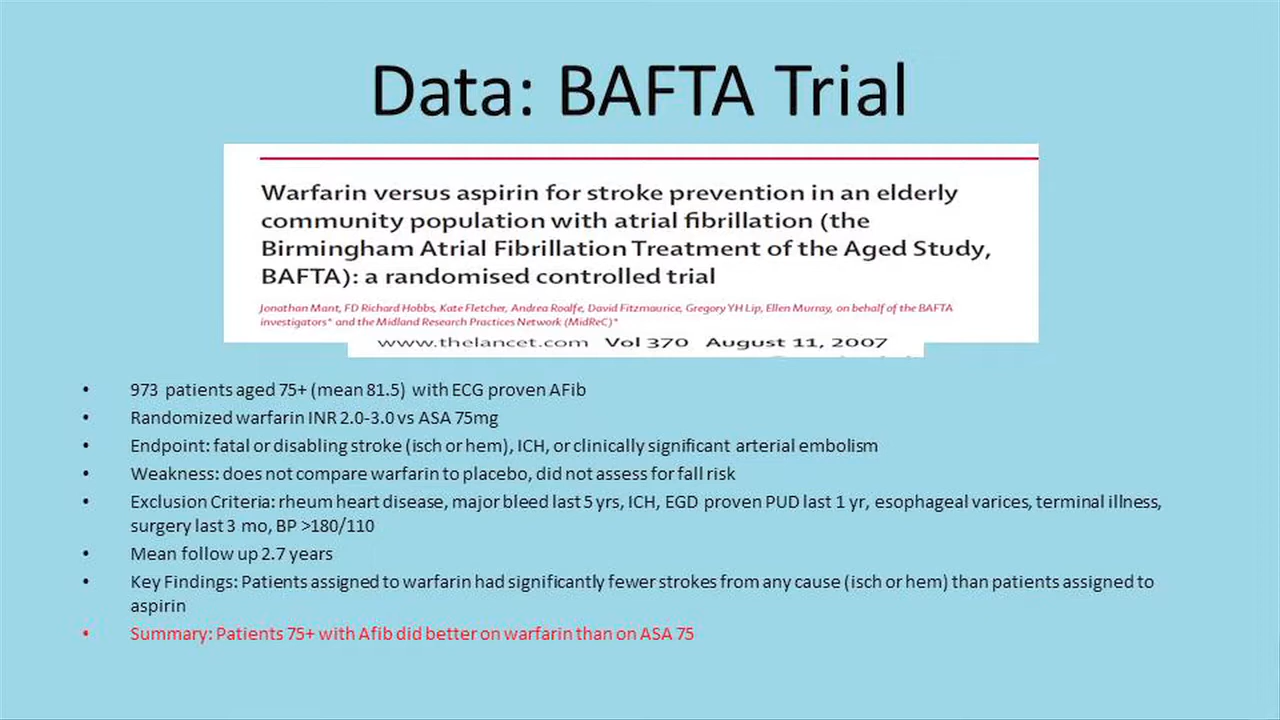 Data: BAFTA Trial
Warfarin versus aspirin for stroke prevention in an elderly
community population with atrial fibrillation (the
Birmingham Atrial Fibrillation Treatment of the Aged Study,
BAFTA): a randomised controlled trial
Jonathan Mant, FD Richard Hobbs, Kate Fletcher, Andrea Roalfe, David Fitzmaurice, Gregory YH Lip, Ellen Murray, on behalf of the BAFTA
investigators* and the Midland Research Practices Network (MidReC)*
www.thelancet.com Vol 370 August 11, 2007
• 973 patients aged 75+ (mean 81.5) with ECG proven AFib
• Randomized warfarin INR 2.0-3.0 vs ASA 75mg
• Endpoint: fatal or disabling stroke (isch or hem), ICH, or clinically significant arterial embolism
• Weakness: does not compare warfarin to placebo, did not assess for fall risk
• Exclusion Criteria: rheum heart disease, major bleed last 5 yrs, ICH, EGD proven PUD last 1 yr, esophageal varices, terminal illness,
surgery last 3 mo, BP >180/110
• Mean follow up 2.7 years
• Key Findings: Patients assigned to warfarin had significantly fewer strokes from any cause (isch or hem) than patients assigned to
aspirin
• Summary: Patients 75+ with Afib did better on warfarin than on ASA 75